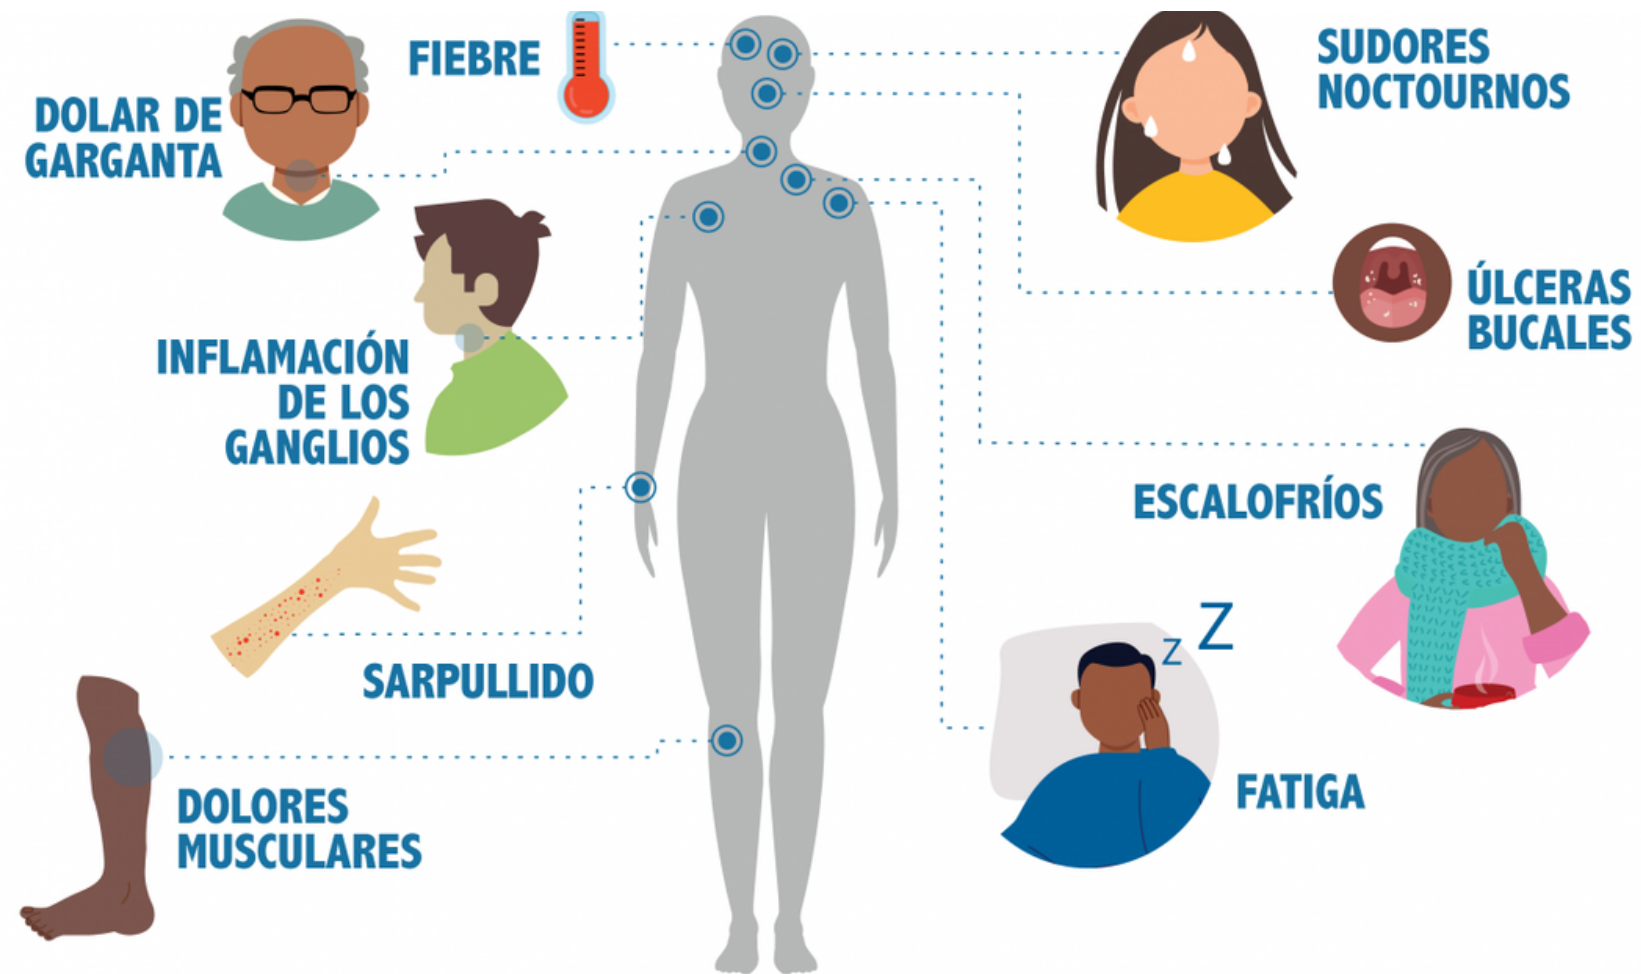 FIEBRE
DOLAR DE
GARGANTA
INFLAMACIÓN
DE LOS
GANGLIOS
SARPULLIDO
DOLORES
MUSCULARES
SUDORES
NOCTOURNOS
ÚLCERAS
BUCALES
ESCALOFRÍOS
z Z
FATIGA